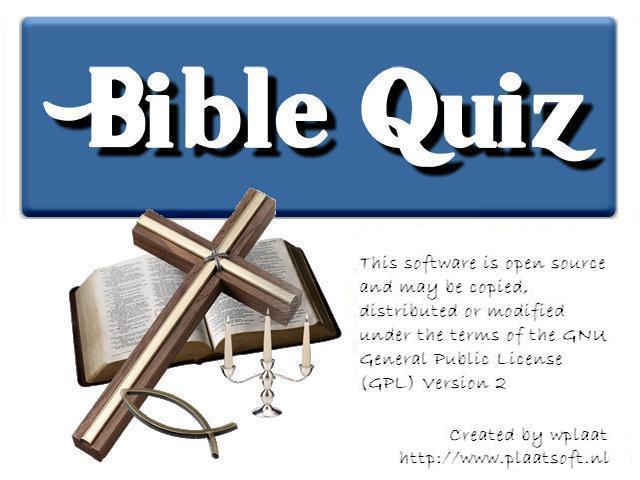 Bible Quiz
This software is open source
and may be copied,
distributed or modified
under the terms of the GNU
General Public License
(GPL) Version 2
Created by wplaat
http://www.plaatsoft.nl